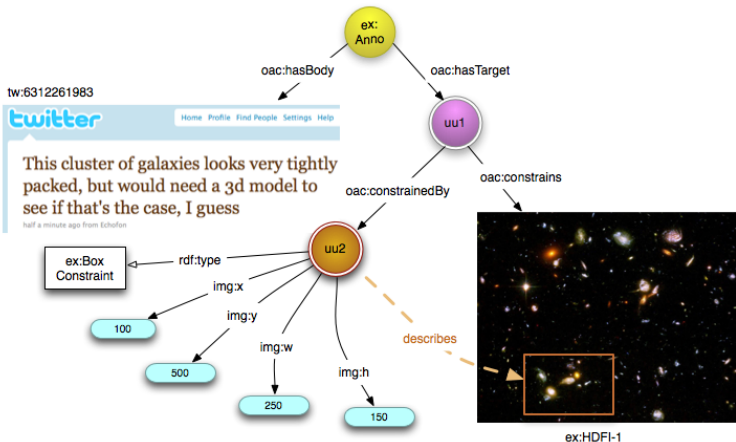 ex:
Anno
oac:hasBody
oac:hasTarget
tw:6312261983
twitter
Home Profile Find People Settings Help
uu1
This cluster of galaxies looks very tightly
packed, but would need a 3d model to
see if that's the case, I guess
half a minute ago from Echofon
oac:constrainedBy
oac:constrains
uu2
ex:Box
Constraint
rdf:type
img:x
100
img:y
500
img:w
250
img:h
150
describes
ex:HDFI-1